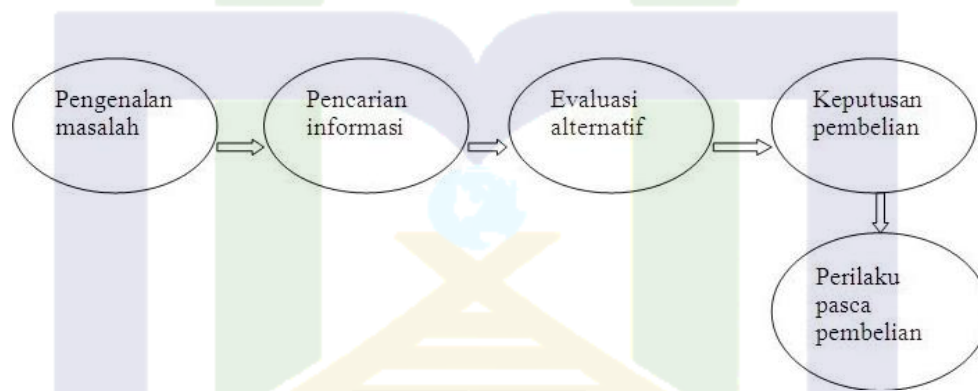 Pengenalan
masalah
Pencarian
informasi
Evaluasi
alternatif
Keputusan
pembelian
Perilaku
pasca
pembelian